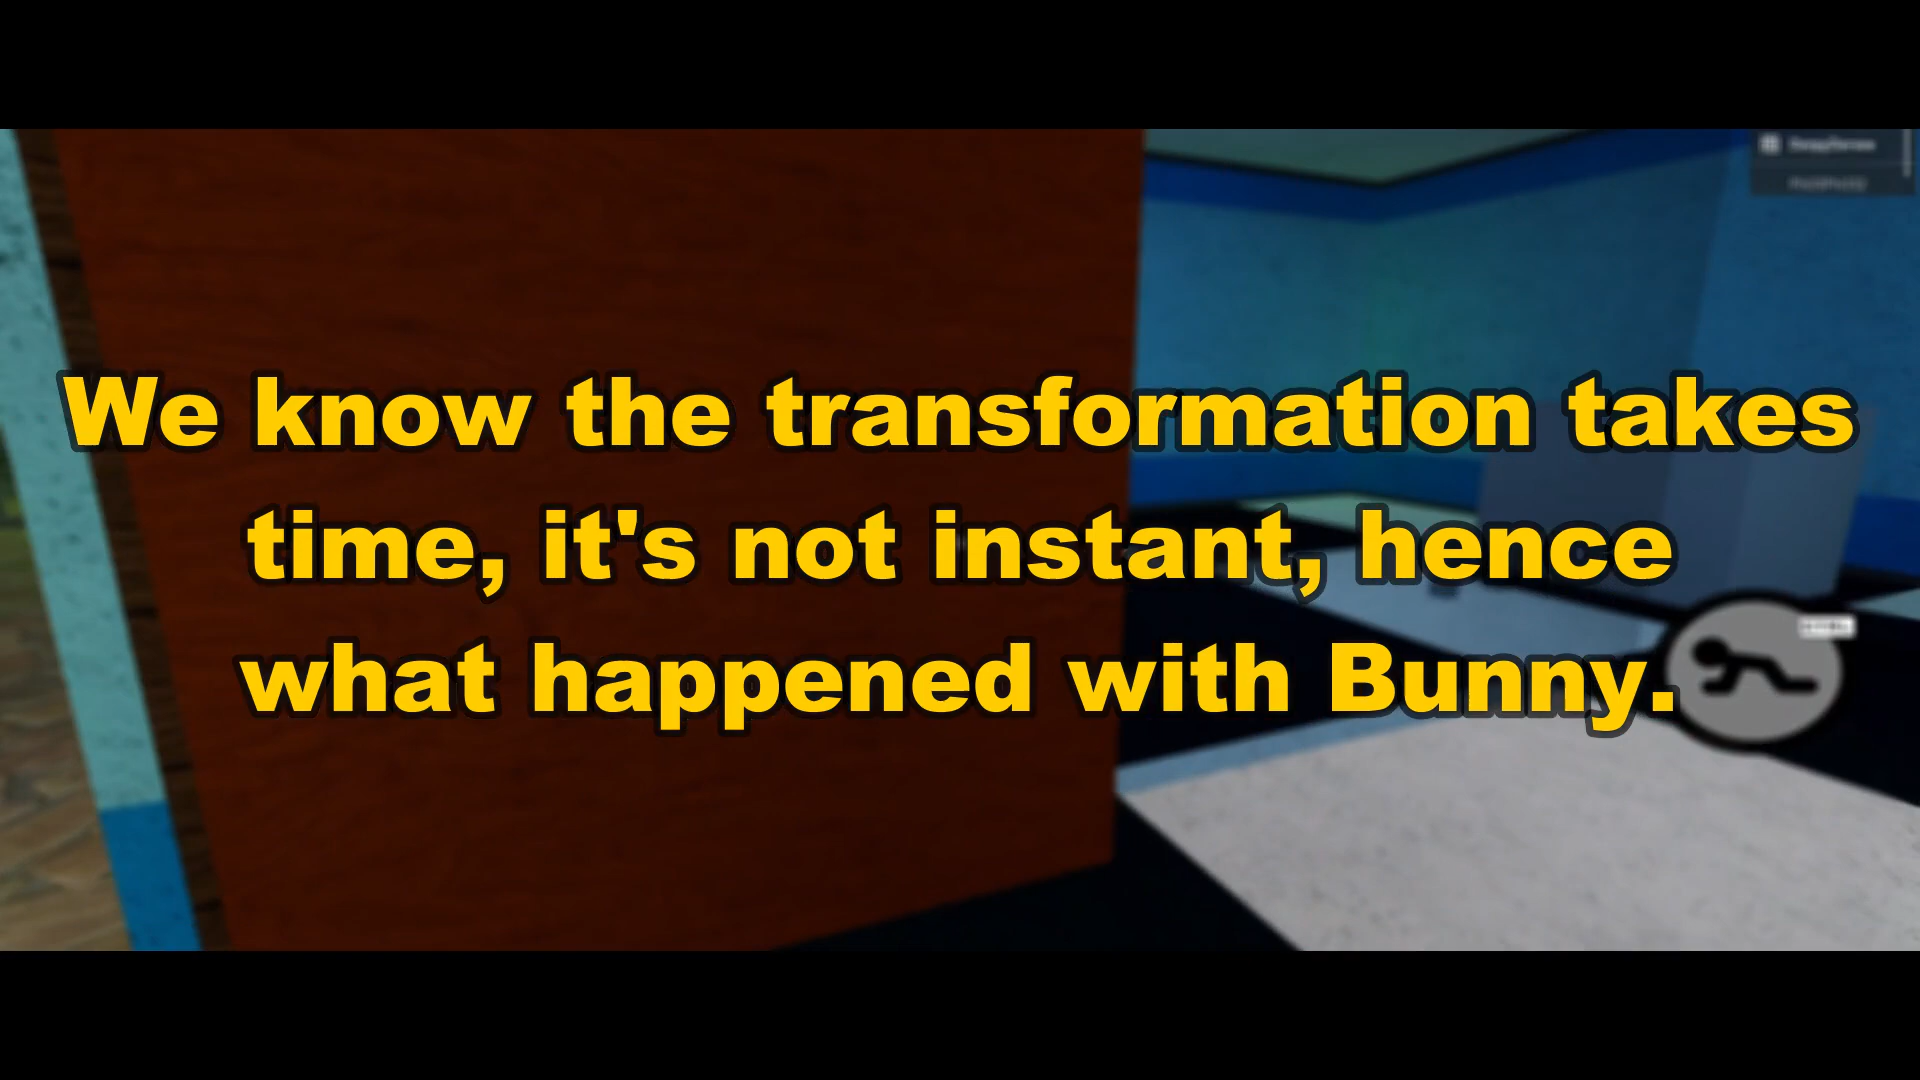 We know the transformation takes
time, it's not instant, hence
what happened with Bunny.